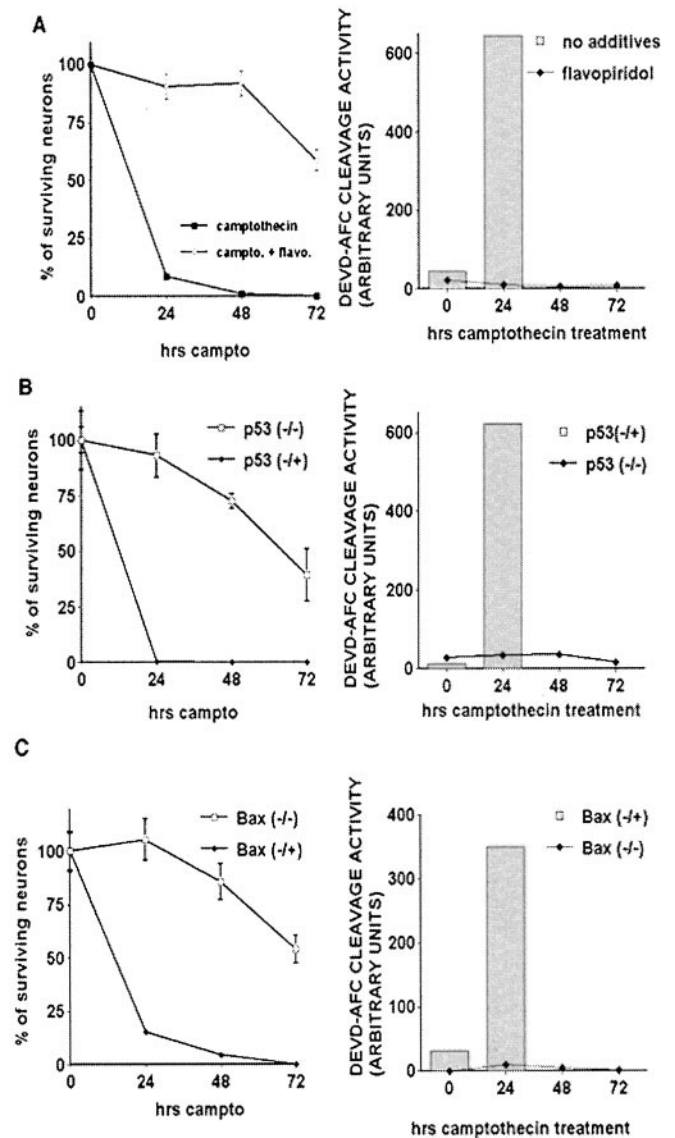 A
% of surviving neurons
100
75
50
25
0
0 24 48 72
hrs campto
camptothecin
campto. + flavo.
DEVD-AFC CLEAVAGE ACTIVITY
(ARBITRARY UNITS)
600
400
200
0
0 24 48 72
hrs camptothecin treatment
no additives
flavopiridol
B
% of surviving neurons
100
75
50
25
0
0 24 48 72
hrs campto
p53 (-/-)
p53 (-/+)
DEVD-AFC CLEAVAGE ACTIVITY
(ARBITRARY UNITS)
600
400
200
0
0 24 48 72
hrs camptothecin treatment
p53(-/+)
p53 (-/-)
C
% of surviving neurons
100
75
50
25
0
0 24 48 72
hrs campto
Bax (-/-)
Bax (-/+)
DEVD-AFC CLEAVAGE ACTIVITY
(ARBITRARY UNITS)
400
300
200
100
0
0 24 48 72
hrs camptothecin treatment
Bax (-/+)
Bax (-/-)